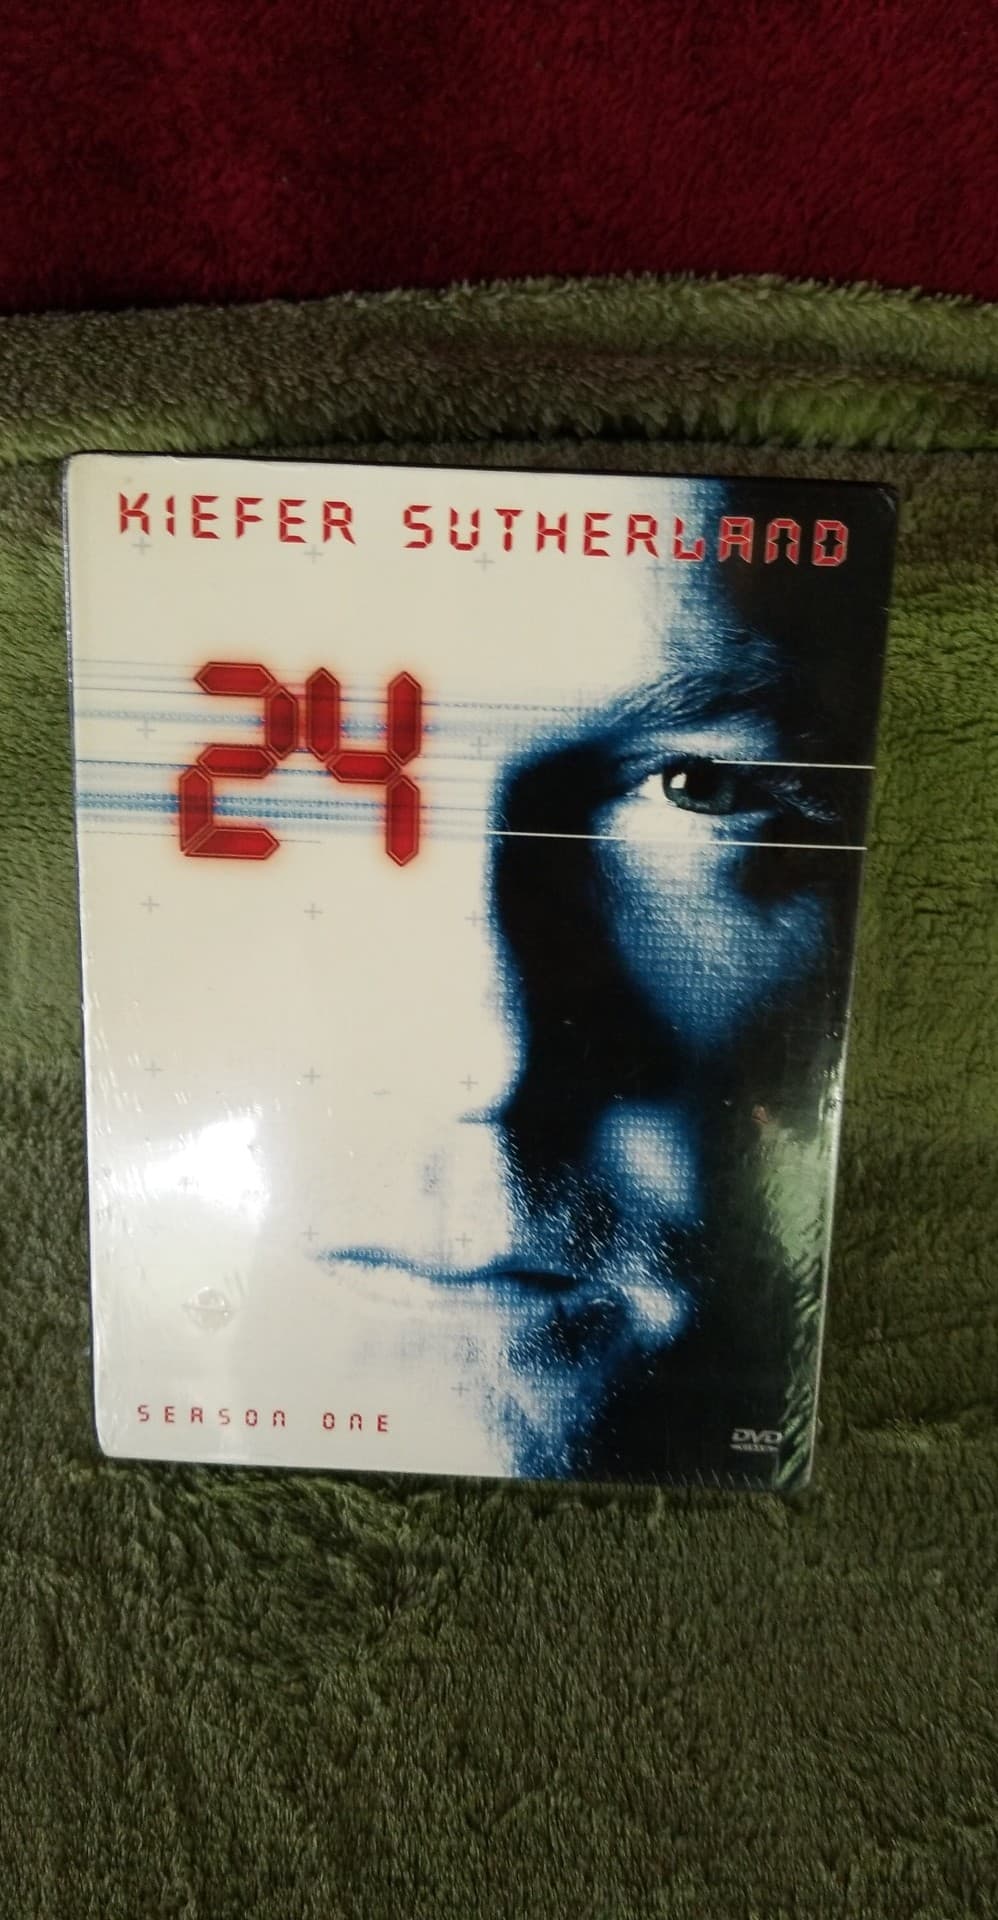 KIEFER SUTHERLAND
24
SEASON ONE
DVD